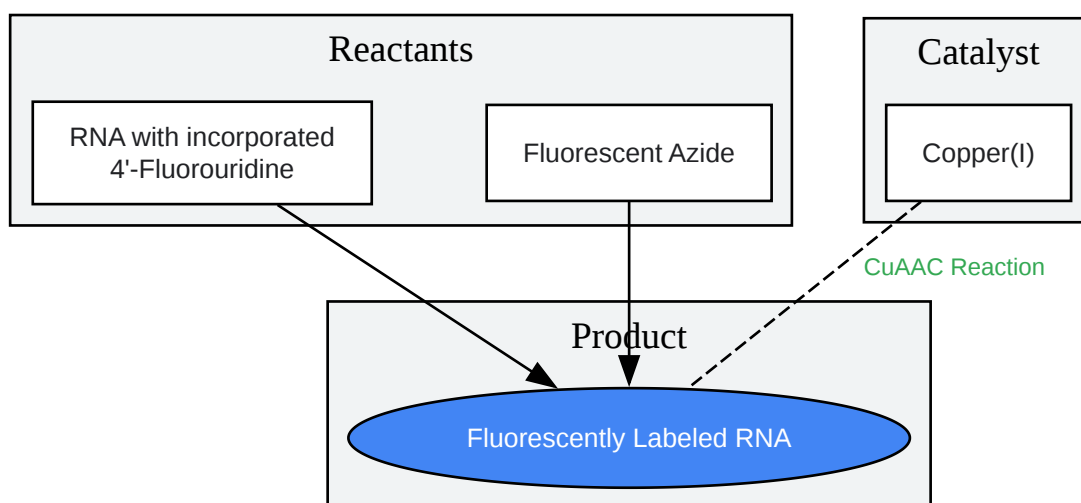 Reactants
Catalyst
RNA with incorporated
4'-Fluorouridine
Fluorescent Azide
Copper(I)
CuAAC Reaction
Product
Fluorescently Labeled RNA